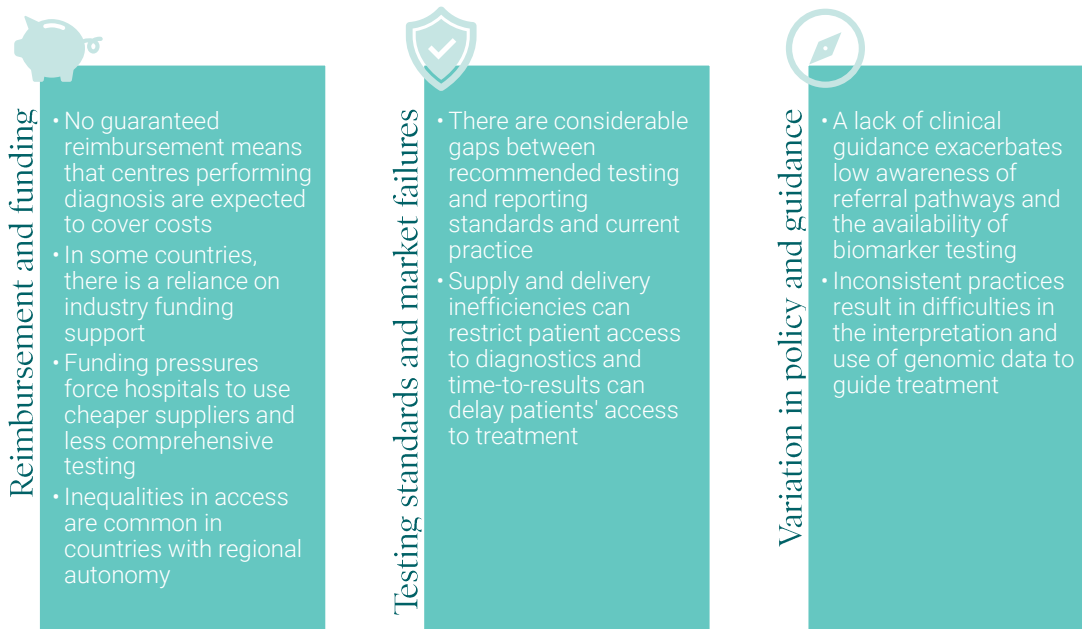 Reimbursement and funding
• No guaranteed
reimbursement means
that centres performing
diagnosis are expected
to cover costs
• In some countries,
there is a reliance on
industry funding
support
• Funding pressures
force hospitals to use
cheaper suppliers and
less comprehensive
testing
• Inequalities in access
are common in
countries with regional
autonomy
Testing standards and market failures
• There are considerable
gaps between
recommended testing
and reporting
standards and current
practice
• Supply and delivery
inefficiencies can
restrict patient access
to diagnostics and
time-to-results can
delay patients' access
to treatment
Variation in policy and guidance
• A lack of clinical
guidance exacerbates
low awareness of
referral pathways and
the availability of
biomarker testing
• Inconsistent practices
result in difficulties in
the interpretation and
use of genomic data to
guide treatment